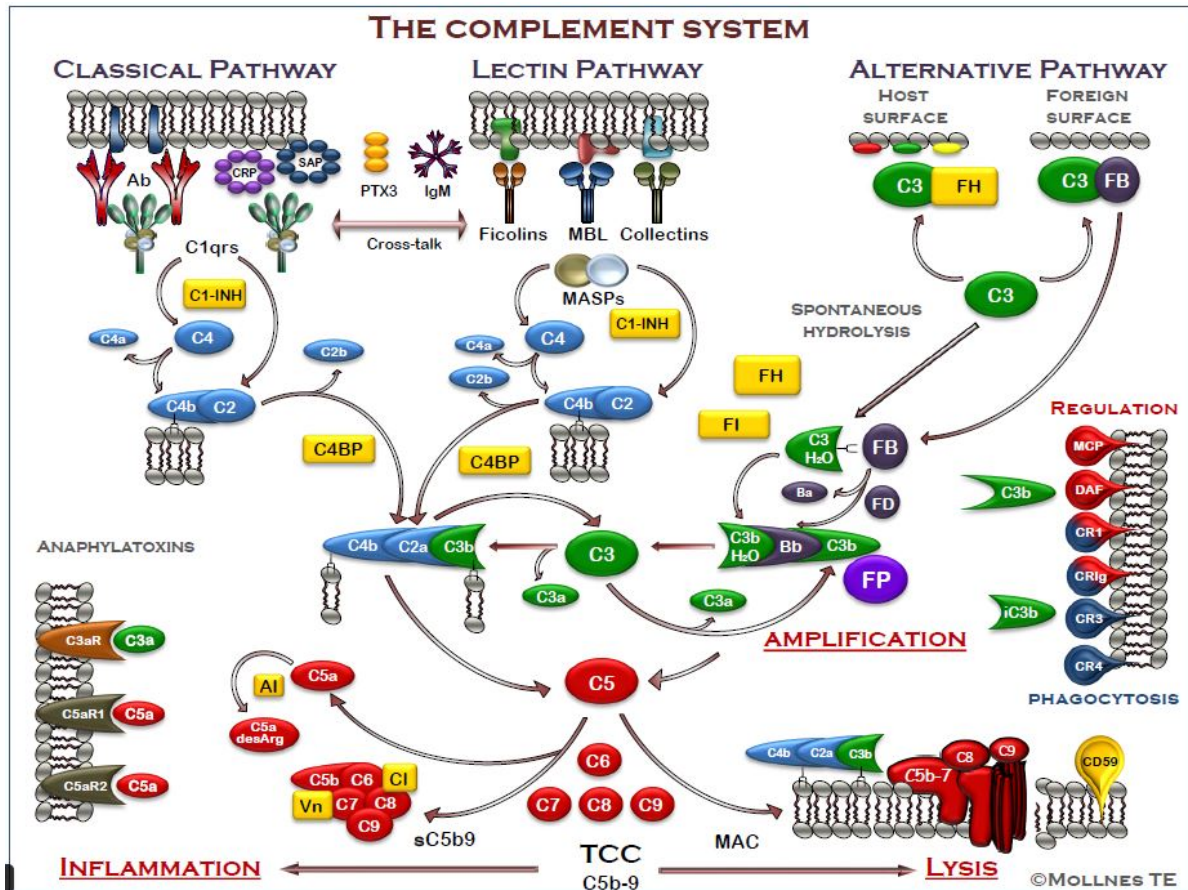 THE COMPLEMENT SYSTEM
CLASSICAL PATHWAY
LECTIN PATHWAY
ALTERNATIVE PATHWAY
HOST
SURFACE
FOREIGN
SURFACE
Ab
CRP
SAP
PTX3
IgM
Cross-talk
C1qrs
Ficolins
MBL
Collectins
MASPs
C3
FH
C3
FB
C3
SPONTANEOUS
HYDROLYSIS
C1-INH
C4a
C4
C2b
C4b
C2
C1-INH
C4a
C4
C2b
C4b
C2
C4BP
C4BP
FH
FI
C3
H₂O
FB
Ba
FD
REGULATION
MCP
DAF
CR1
CRIg
CR3
CR4
C3b
iC3b
PHAGOCYTOSIS
C4b
C2a
C3b
C3
C3a
C3b
H₂O
Bb
C3b
FP
C3a
AMPLIFICATION
ANAPHYLATOXINS
C3aR
C3a
C5aR1
C5a
C5aR2
C5a
AI
C5a
C5a
desArg
C5
C6
C7
C8
C9
C5b
C6
CI
Vn
C7
C8
C9
sC5b9
C4b
C2a
C3b
C5b-7
C8
C9
CD59
MAC
INFLAMMATION
TCC
C5b-9
LYSIS
©MOLLNES TE